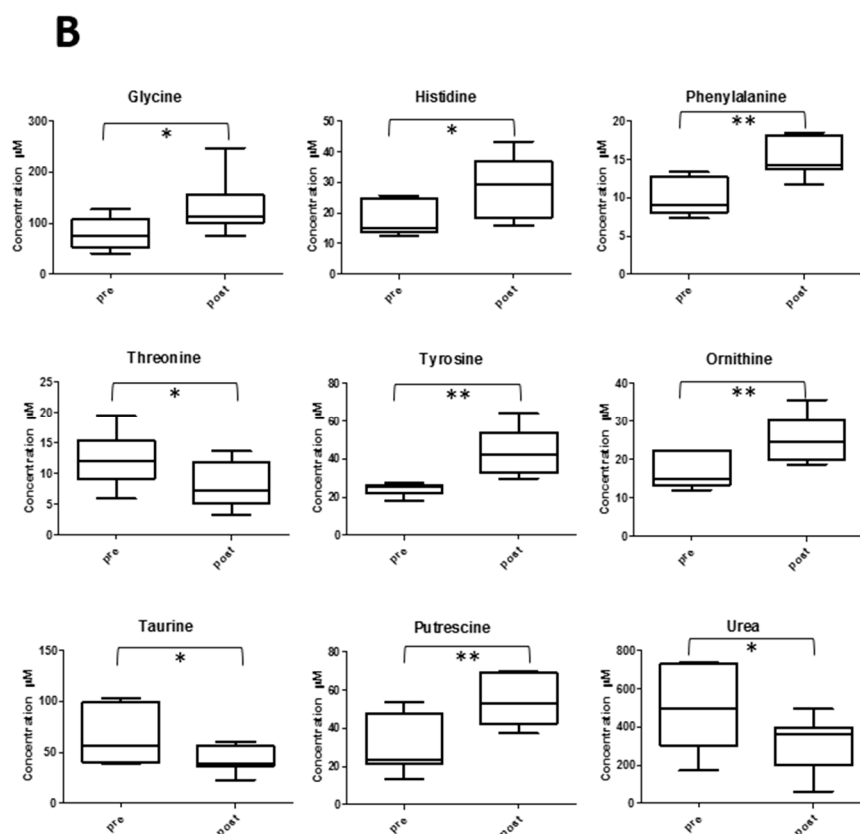 B
Glycine
Histidine
Phenylalanine
Concentration µM
300
200
100
0
*
pre
post
Concentration µM
50
40
30
20
10
0
*
pre
post
Concentration µM
20
15
10
5
0
**
pre
post
Threonine
Tyrosine
Ornithine
Concentration µM
25
20
15
10
5
0
*
pre
post
Concentration µM
80
60
40
20
0
**
pre
post
Concentration µM
40
30
20
10
0
**
pre
post
Taurine
Putrescine
Urea
Concentration µM
150
100
50
0
*
pre
post
Concentration µM
80
60
40
20
0
**
pre
post
Concentration µM
800
600
400
200
0
*
pre
post